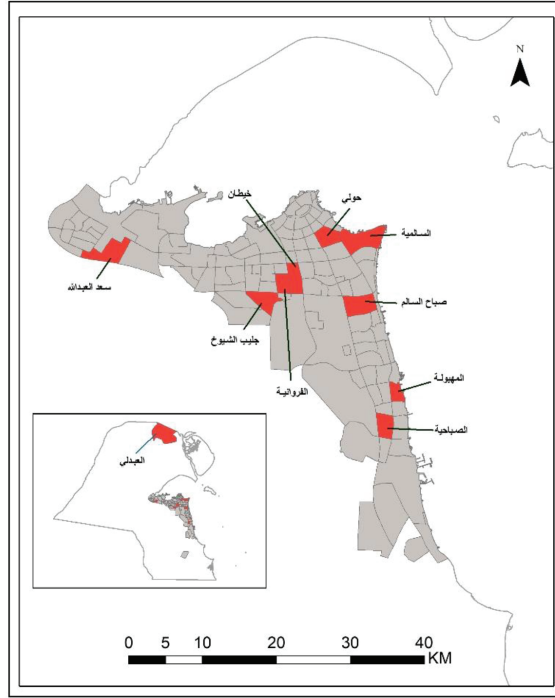 N
خيطان
حولي
السالمية
سعد العبدالله
صباح السالم
جليب الشيوخ
المهبولة
الفروانية
الصباحية
العبدلي
0 5 10 20 30 40
KM